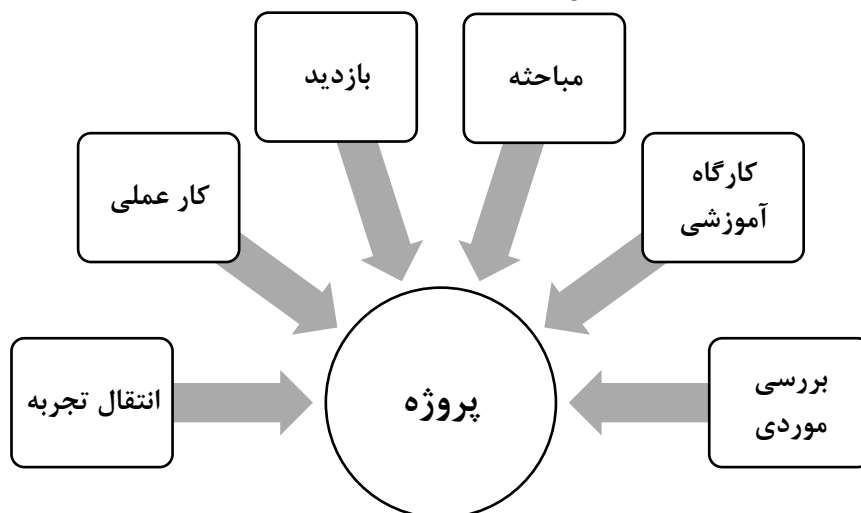 مباحثه
بازدید
کارگاه
آموزشی
کار عملی
بررسی
موردی
پروژه
انتقال تجربه